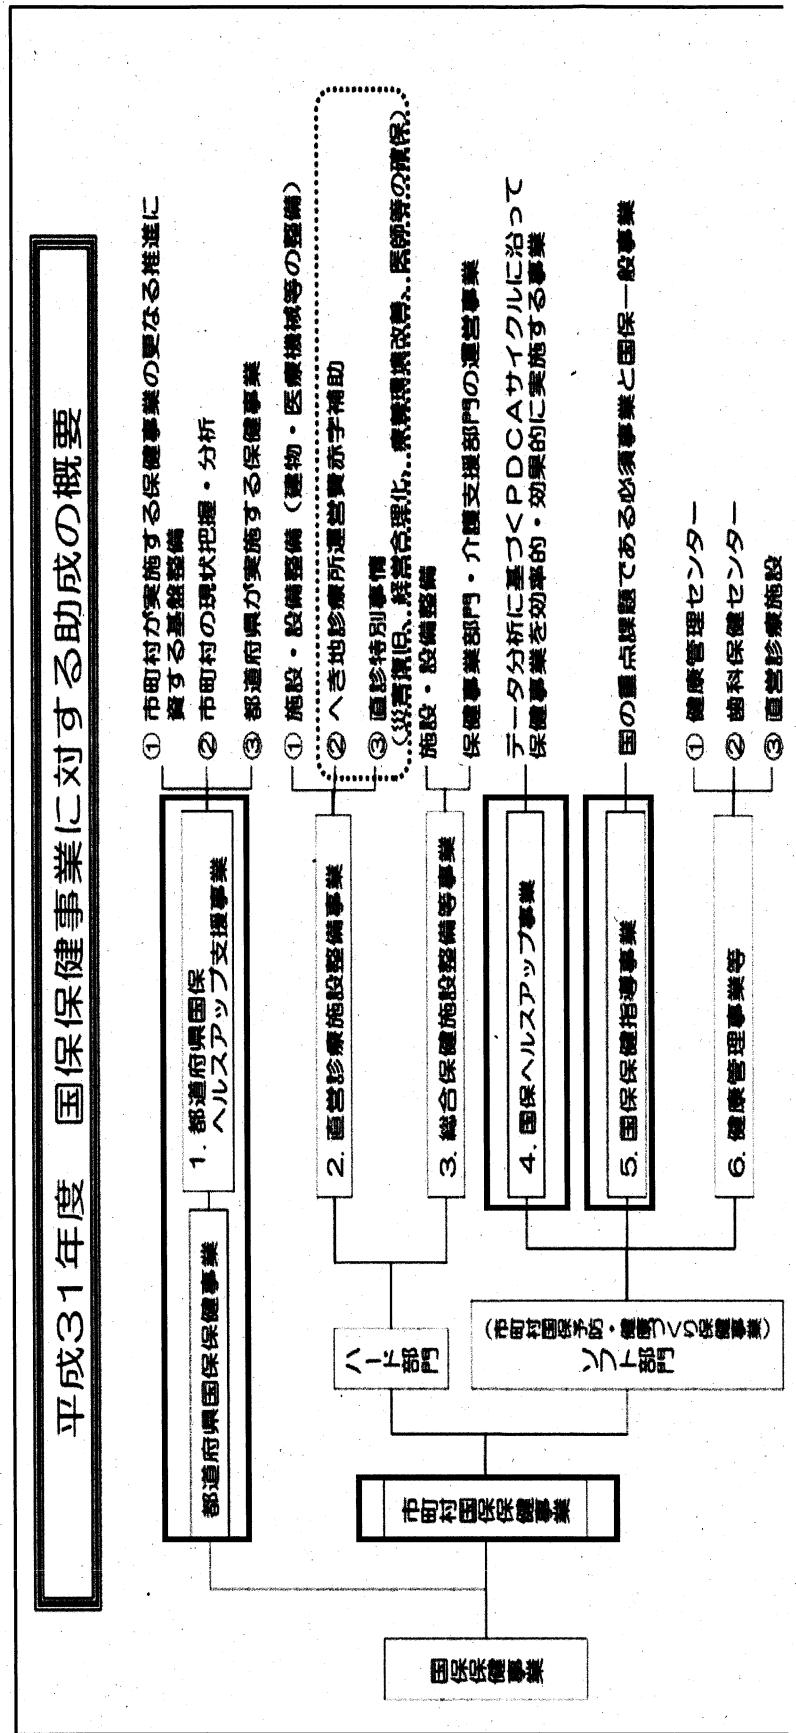 平成31年度　国保保健事業に対する助成の概要
国保保健事業
都道府県国保保健事業
1. 都道府県国保
ヘルスアップ支援事業
① 市町村が実施する保健事業の更なる推進に
資する基盤整備
② 市町村の現状把握・分析
③ 都道府県が実施する保健事業
市町村国保保健事業
ハード部門
2. 直営診療施設整備事業
① 施設・設備整備（建物・医療機械等の整備）
② へき地診療所運営費赤字補助
③ 直診特別事情
（災害復旧、経営合理化、療養環境改善、医師等の確保）
3. 総合保健施設整備等事業
施設・設備整備
保健事業部門・介護支援部門の運営事業
（市町村国保予防・健康づくり保健事業）
ソフト部門
4. 国保ヘルスアップ事業
データ分析に基づくPDCAサイクルに沿って
保健事業を効率的・効果的に実施する事業
5. 国保保健指導事業
国の重点課題である必須事業と国保一般事業
6. 健康管理事業等
① 健康管理センター
② 歯科保健センター
③ 直営診療施設